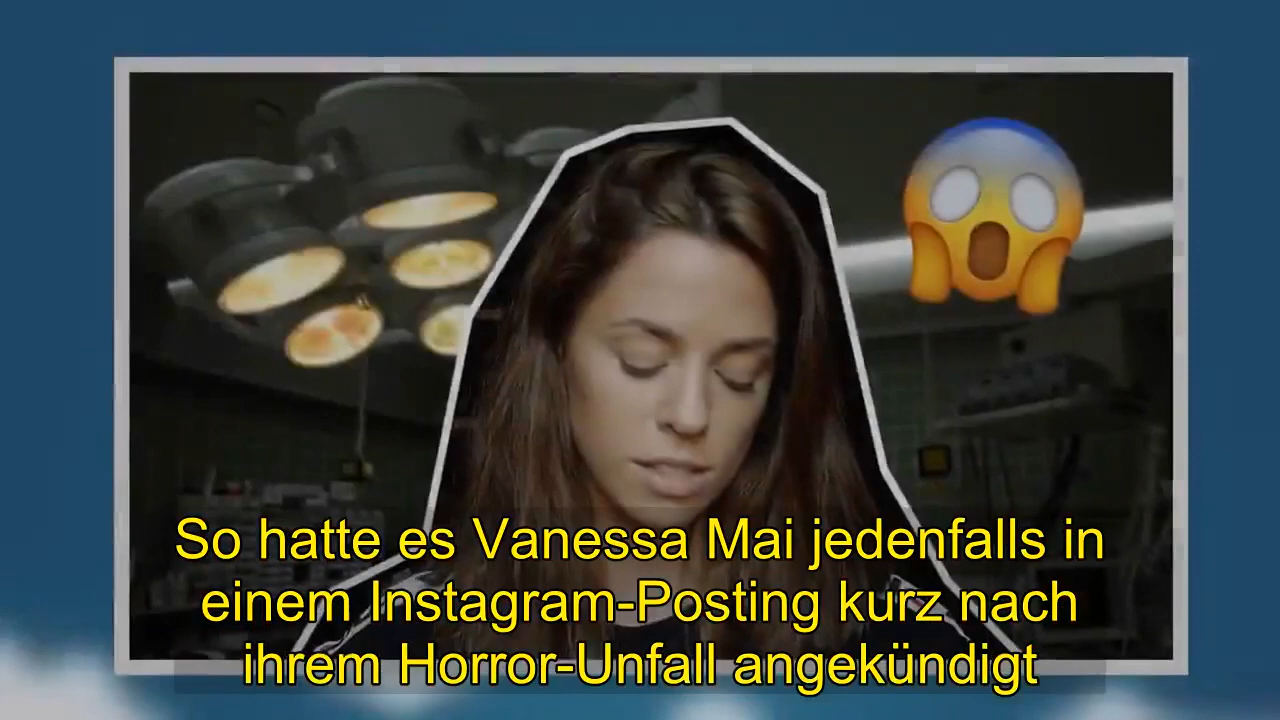 So hatte es Vanessa Mai jedenfalls in
einem Instagram-Posting kurz nach
ihrem Horror-Unfall angekündigt